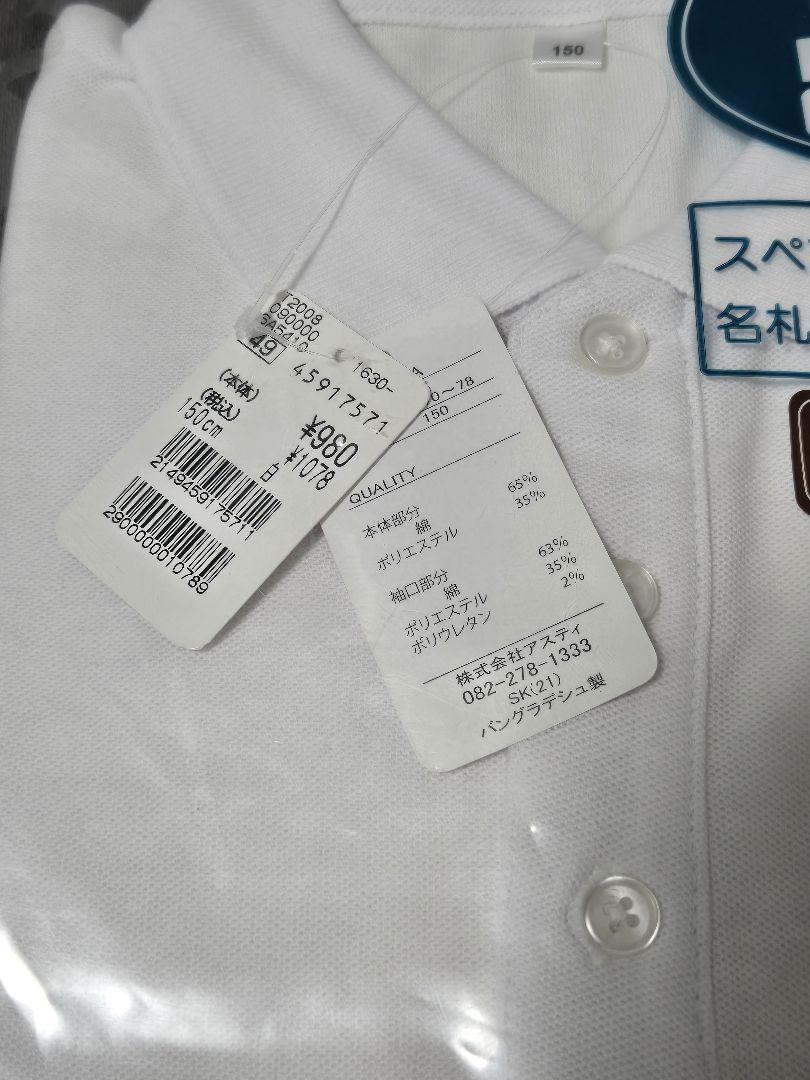 150
スペ
名札
T2008
090000
SA5410
49
1630-
45917571
(本体) ¥980
(税込) ¥1078
150cm
2149459175711
2900000010789
0〜78
150
QUALITY
本体部分
綿 65%
ポリエステル 35%
袖口部分
綿 63%
ポリエステル 35%
ポリウレタン 2%
株式会社アスティ
082-278-1333
SK(21)
バングラデシュ製